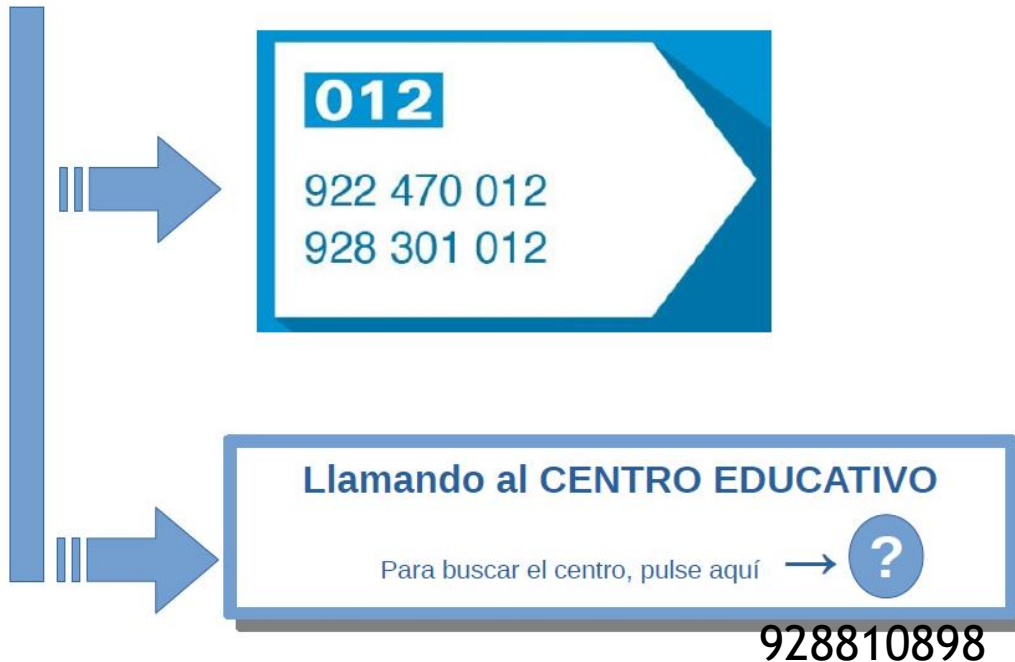 012
922 470 012
928 301 012
Llamando al CENTRO EDUCATIVO
Para buscar el centro, pulse aquí → ?
928810898